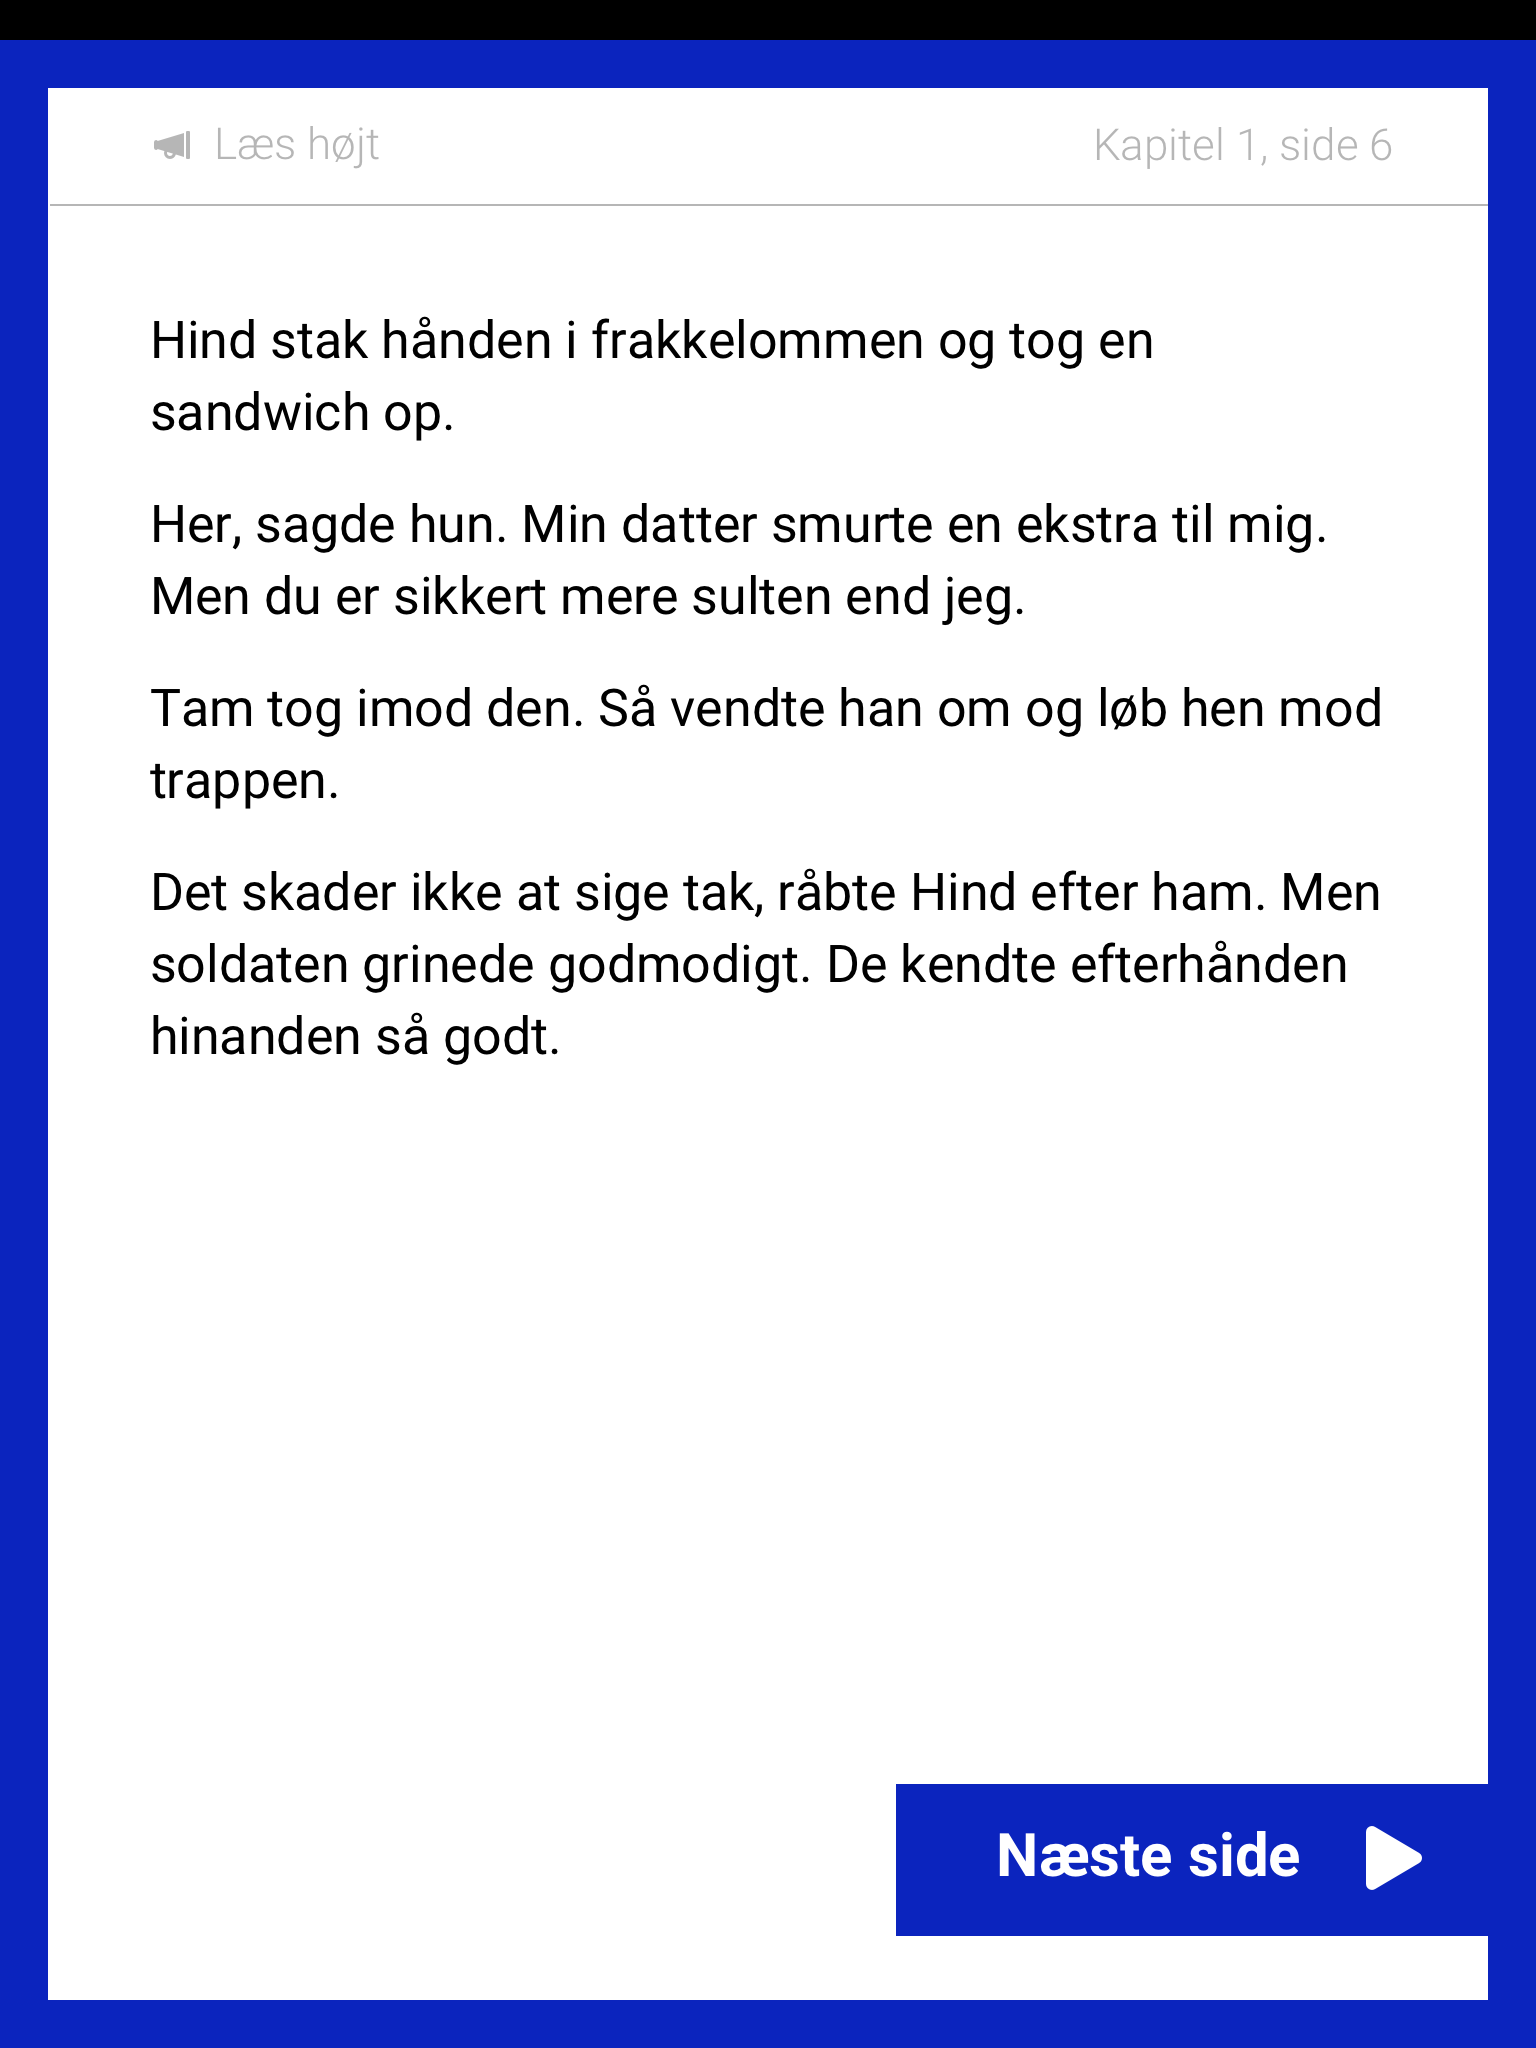 Læs højt
Kapitel 1, side 6
Hind stak hånden i frakkelommen og tog en
sandwich op.
Her, sagde hun. Min datter smurte en ekstra til mig.
Men du er sikkert mere sulten end jeg.
Tam tog imod den. Så vendte han om og løb hen mod
trappen.
Det skader ikke at sige tak, råbte Hind efter ham. Men
soldaten grinede godmodigt. De kendte efterhånden
hinanden så godt.
Næste side